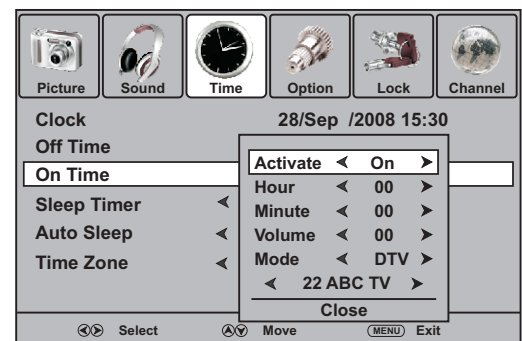 Picture Sound Time Option Lock Channel
Clock 28/Sep /2008 15:30
Off Time
On Time
Activate On
Hour 00
Sleep Timer
Minute 00
Auto Sleep
Volume 00
Time Zone
Mode DTV
22 ABC TV
Close
Select Move MENU Exit